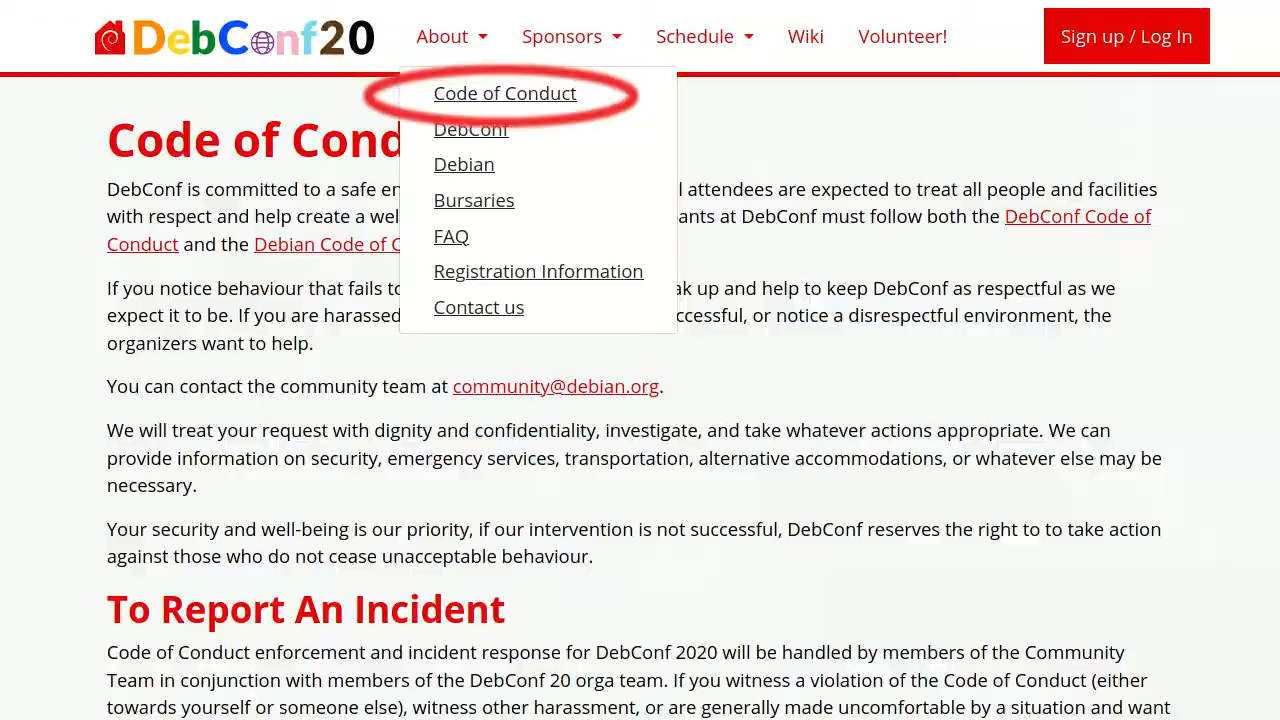 DebConf20 About Sponsors Schedule Wiki Volunteer! Sign up / Log In
Code of Conduct
DebConf
Debian
Bursaries
FAQ
Registration Information
Contact us
Code of Cond
DebConf is committed to a safe en l attendees are expected to treat all people and facilities
with respect and help create a wel ants at DebConf must follow both the DebConf Code of
Conduct and the Debian Code of C
If you notice behaviour that fails to ak up and help to keep DebConf as respectful as we
expect it to be. If you are harassed ccessful, or notice a disrespectful environment, the
organizers want to help.
You can contact the community team at community@debian.org.
We will treat your request with dignity and confidentiality, investigate, and take whatever actions appropriate. We can
provide information on security, emergency services, transportation, alternative accommodations, or whatever else may be
necessary.
Your security and well-being is our priority, if our intervention is not successful, DebConf reserves the right to to take action
against those who do not cease unacceptable behaviour.
To Report An Incident
Code of Conduct enforcement and incident response for DebConf 2020 will be handled by members of the Community
Team in conjunction with members of the DebConf 20 orga team. If you witness a violation of the Code of Conduct (either
towards yourself or someone else), witness other harassment, or are generally made uncomfortable by a situation and want